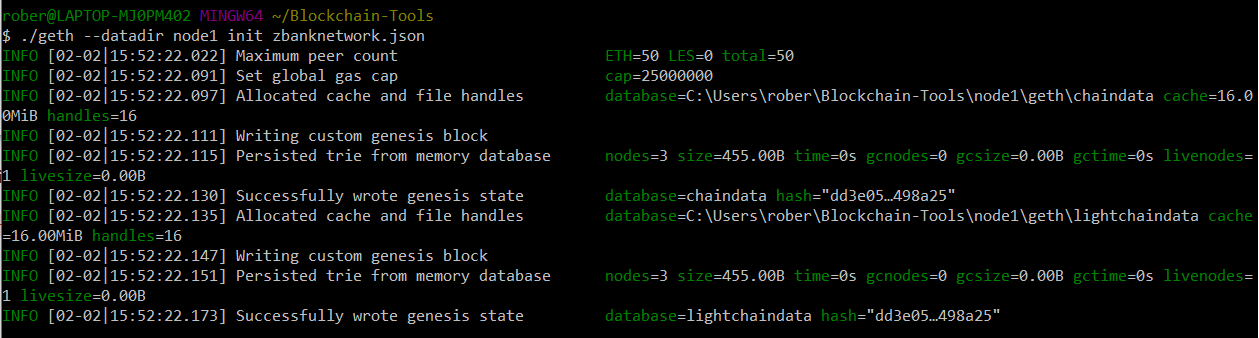 rober@LAPTOP-MJ0PM402 MINGW64 ~/Blockchain-Tools
$ ./geth --datadir node1 init zbanknetwork.json
INFO [02-02|15:52:22.022] Maximum peer count                       ETH=50 LES=0 total=50
INFO [02-02|15:52:22.091] Set global gas cap                       cap=25000000
INFO [02-02|15:52:22.097] Allocated cache and file handles         database=C:\Users\rober\Blockchain-Tools\node1\geth\chaindata cache=16.0
0MiB handles=16
INFO [02-02|15:52:22.111] Writing custom genesis block
INFO [02-02|15:52:22.115] Persisted trie from memory database      nodes=3 size=455.00B time=0s gcnodes=0 gcsize=0.00B gctime=0s livenodes=
1 livesize=0.00B
INFO [02-02|15:52:22.130] Successfully wrote genesis state         database=chaindata hash="dd3e05…498a25"
INFO [02-02|15:52:22.135] Allocated cache and file handles         database=C:\Users\rober\Blockchain-Tools\node1\geth\lightchaindata cache
=16.00MiB handles=16
INFO [02-02|15:52:22.147] Writing custom genesis block
INFO [02-02|15:52:22.151] Persisted trie from memory database      nodes=3 size=455.00B time=0s gcnodes=0 gcsize=0.00B gctime=0s livenodes=
1 livesize=0.00B
INFO [02-02|15:52:22.173] Successfully wrote genesis state         database=lightchaindata hash="dd3e05…498a25"